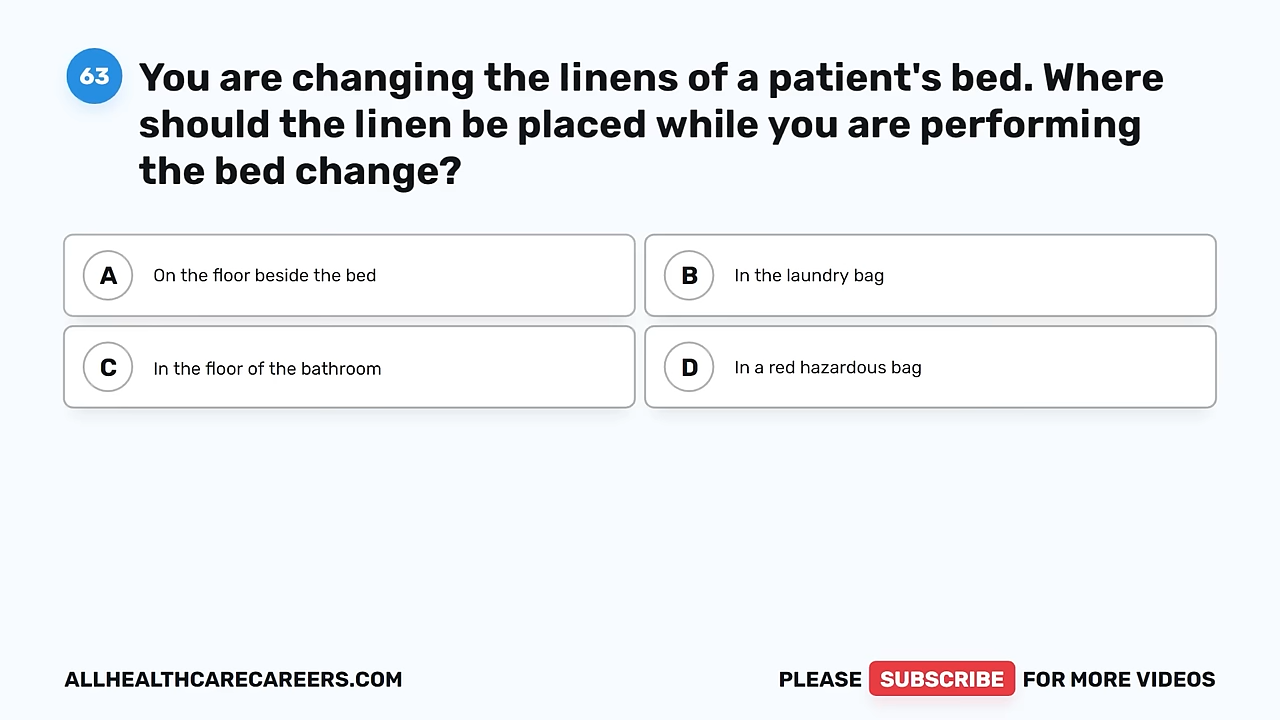 63
You are changing the linens of a patient's bed. Where
should the linen be placed while you are performing
the bed change?
A
On the floor beside the bed
B
In the laundry bag
C
In the floor of the bathroom
D
In a red hazardous bag
ALLHEALTHCARECAREERS.COM
PLEASE SUBSCRIBE FOR MORE VIDEOS